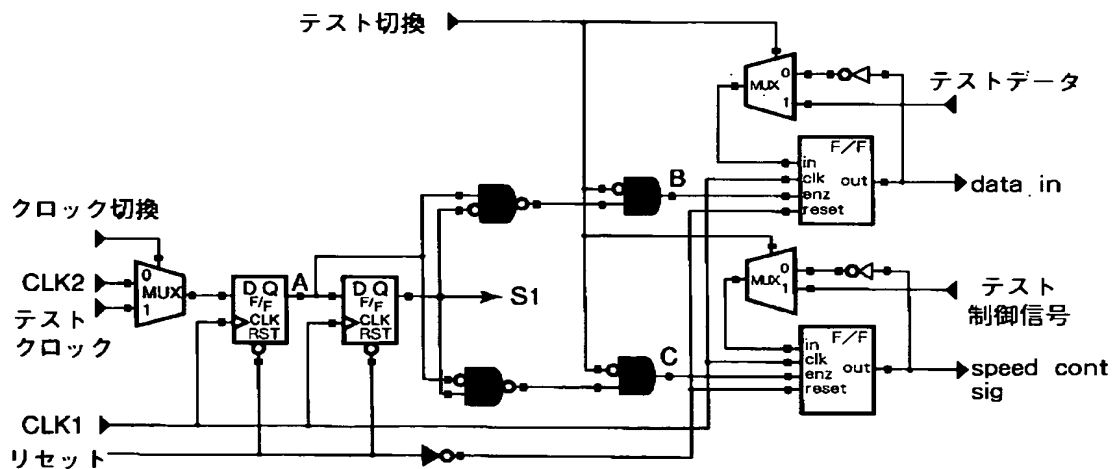 テスト切換
MUX
0
1
テストデータ
F/F
in
clk
enz
reset
out
data in
B
クロック切換
CLK2
テスト
クロック
0
MUX
1
A
D Q
F/F
CLK
RST
D Q
F/F
CLK
RST
S1
MUX
0
1
テスト
制御信号
C
F/F
in
clk
enz
reset
out
speed cont
sig
CLK1
リセット